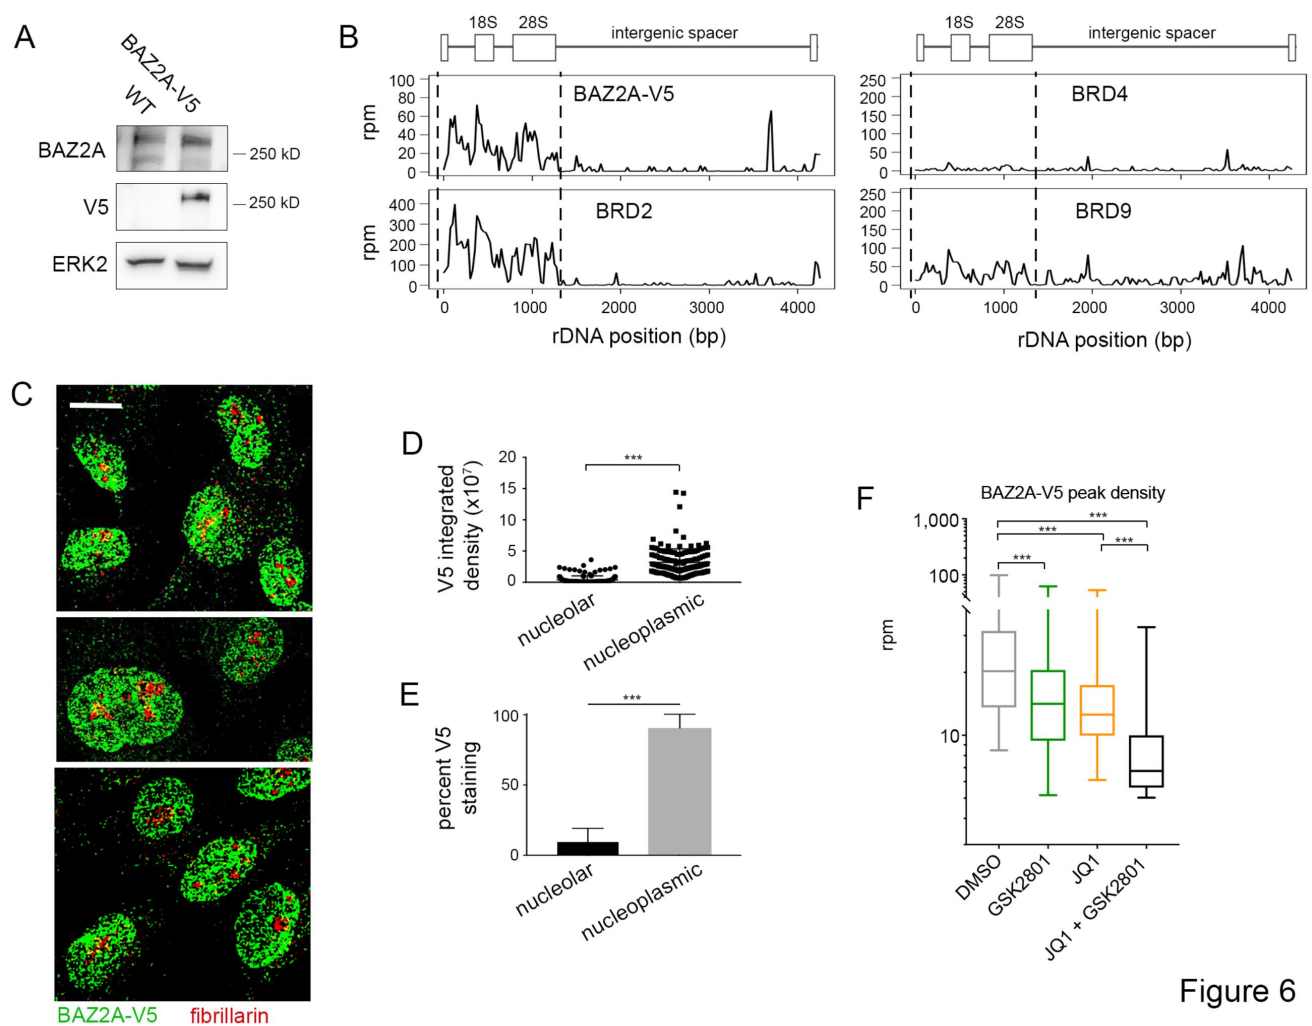 A
WT
BAZ2A-V5
BAZ2A
250 kD
V5
250 kD
ERK2
B
18S
28S
intergenic spacer
rpm
100
80
60
40
20
0
BAZ2A-V5
rpm
400
300
200
100
0
BRD2
0
1000
2000
3000
4000
rDNA position (bp)
18S
28S
intergenic spacer
250
200
150
100
50
0
BRD4
250
200
150
100
50
0
BRD9
0
1000
2000
3000
4000
rDNA position (bp)
C
BAZ2A-V5
fibrillarin
D
V5 integrated
density (x10⁷)
20
15
10
5
0
***
nucleolar
nucleoplasmic
E
percent V5
staining
100
50
0
***
nucleolar
nucleoplasmic
F
BAZ2A-V5 peak density
rpm
1,000
100
10
***
***
***
***
DMSO
GSK2801
JQ1
JQ1 + GSK2801
Figure 6